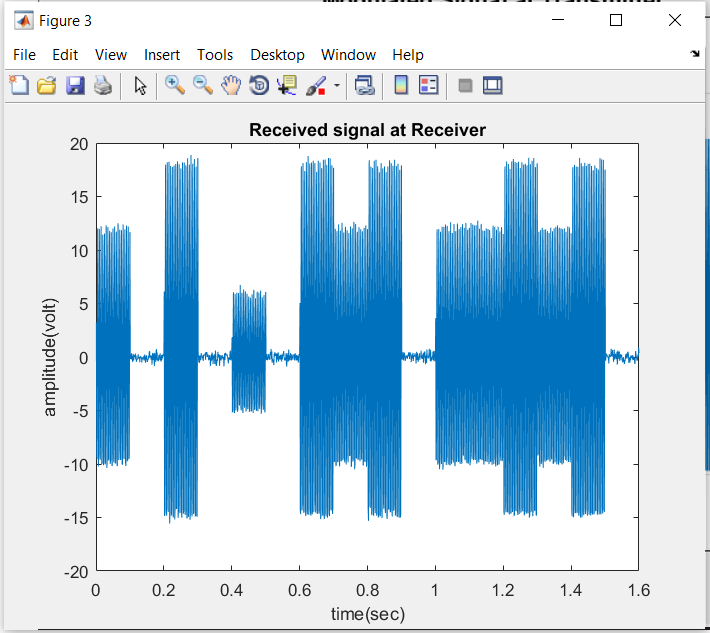 Figure 3
File Edit View Insert Tools Desktop Window Help
Received signal at Receiver
20
15
10
5
0
-5
-10
-15
-20
amplitude(volt)
0 0.2 0.4 0.6 0.8 1 1.2 1.4 1.6
time(sec)